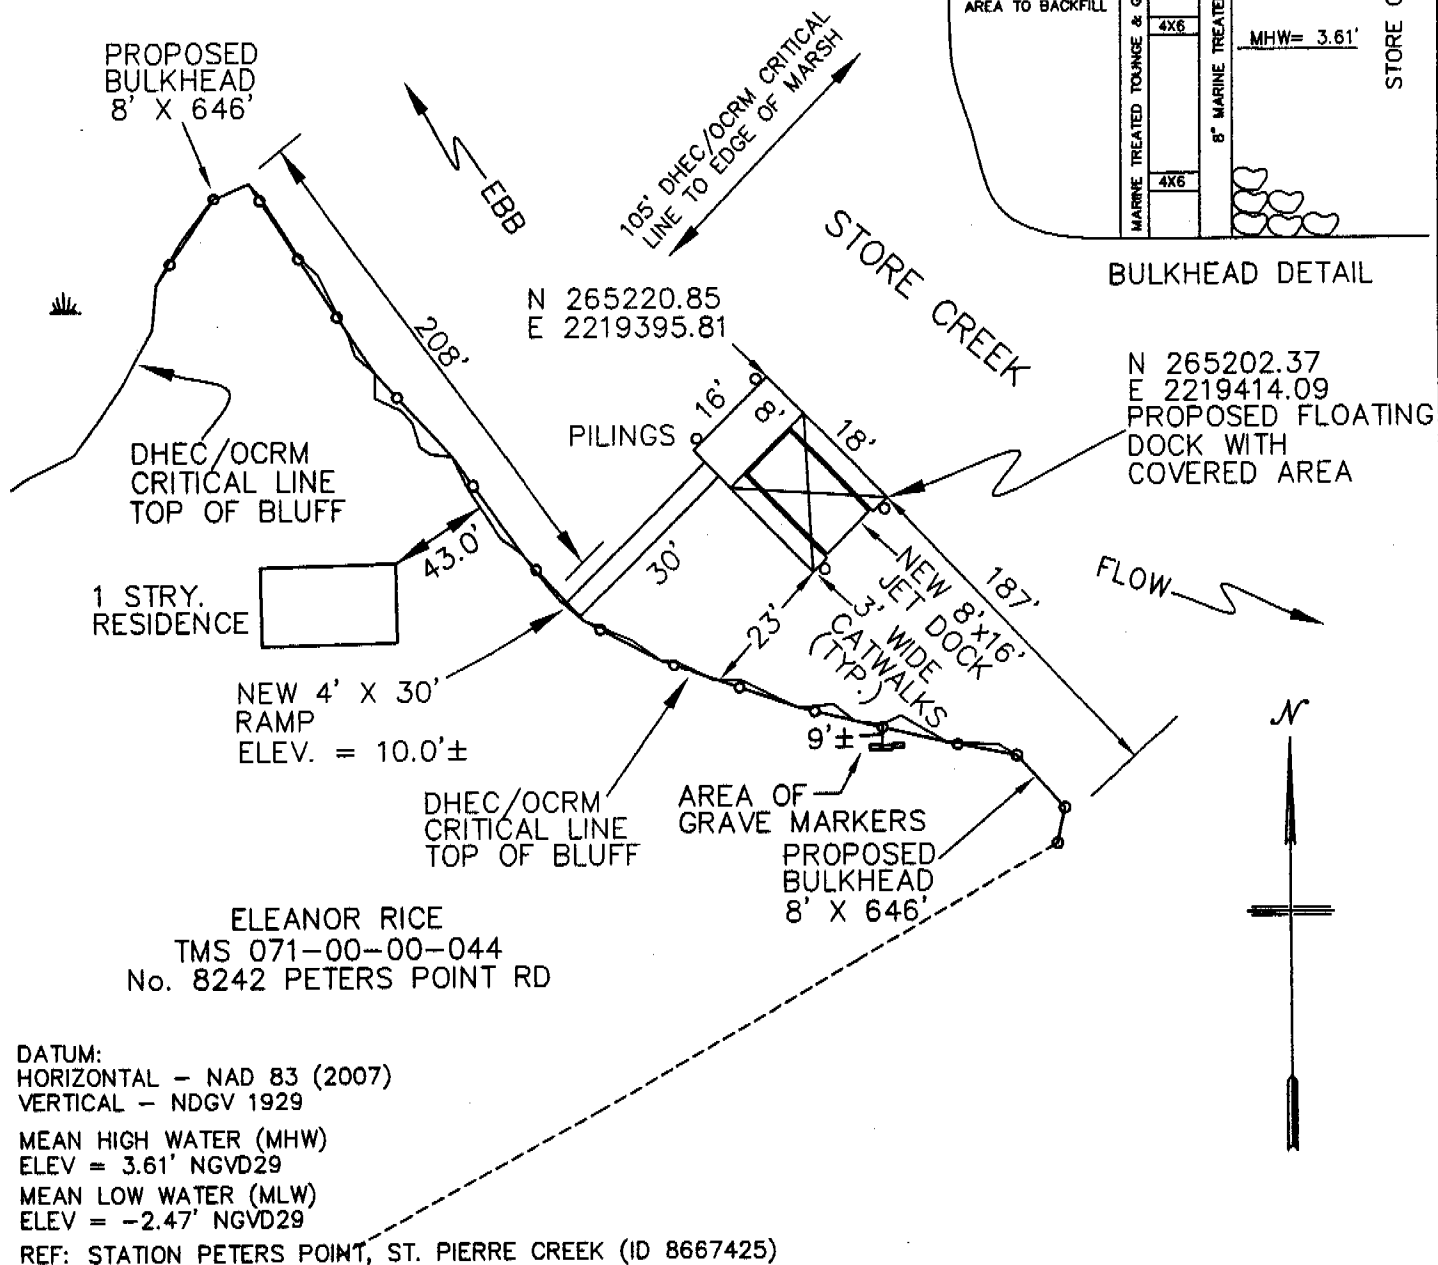 PROPOSED
BULKHEAD
8' X 646'
EBB
105' DHEC/OCRM CRITICAL
LINE TO EDGE OF MARSH
STORE CREEK
AREA TO BACKFILL
MARINE TREATED TOUNGE &
4X6
4X6
8" MARINE
MHW= 3.61'
STORE
BULKHEAD DETAIL
N 265220.85
E 2219395.81
208'
16'
8'
18'
PILINGS
N 265202.37
E 2219414.09
PROPOSED FLOATING
DOCK WITH
COVERED AREA
DHEC/OCRM
CRITICAL LINE
TOP OF BLUFF
43.0'
30'
1 STRY.
RESIDENCE
23'
NEW 8'x16'
JET DOCK
3' WIDE
CATWALKS
(TYP.)
187'
FLOW
NEW 4' X 30'
RAMP
ELEV. = 10.0'±
9'±
N
DHEC/OCRM
CRITICAL LINE
TOP OF BLUFF
AREA OF
GRAVE MARKERS
PROPOSED
BULKHEAD
8' X 646'
ELEANOR RICE
TMS 071-00-00-044
No. 8242 PETERS POINT RD
DATUM:
HORIZONTAL - NAD 83 (2007)
VERTICAL - NDGV 1929
MEAN HIGH WATER (MHW)
ELEV = 3.61' NGVD29
MEAN LOW WATER (MLW)
ELEV = -2.47' NGVD29
REF: STATION PETERS POINT, ST. PIERRE CREEK (ID 8667425)